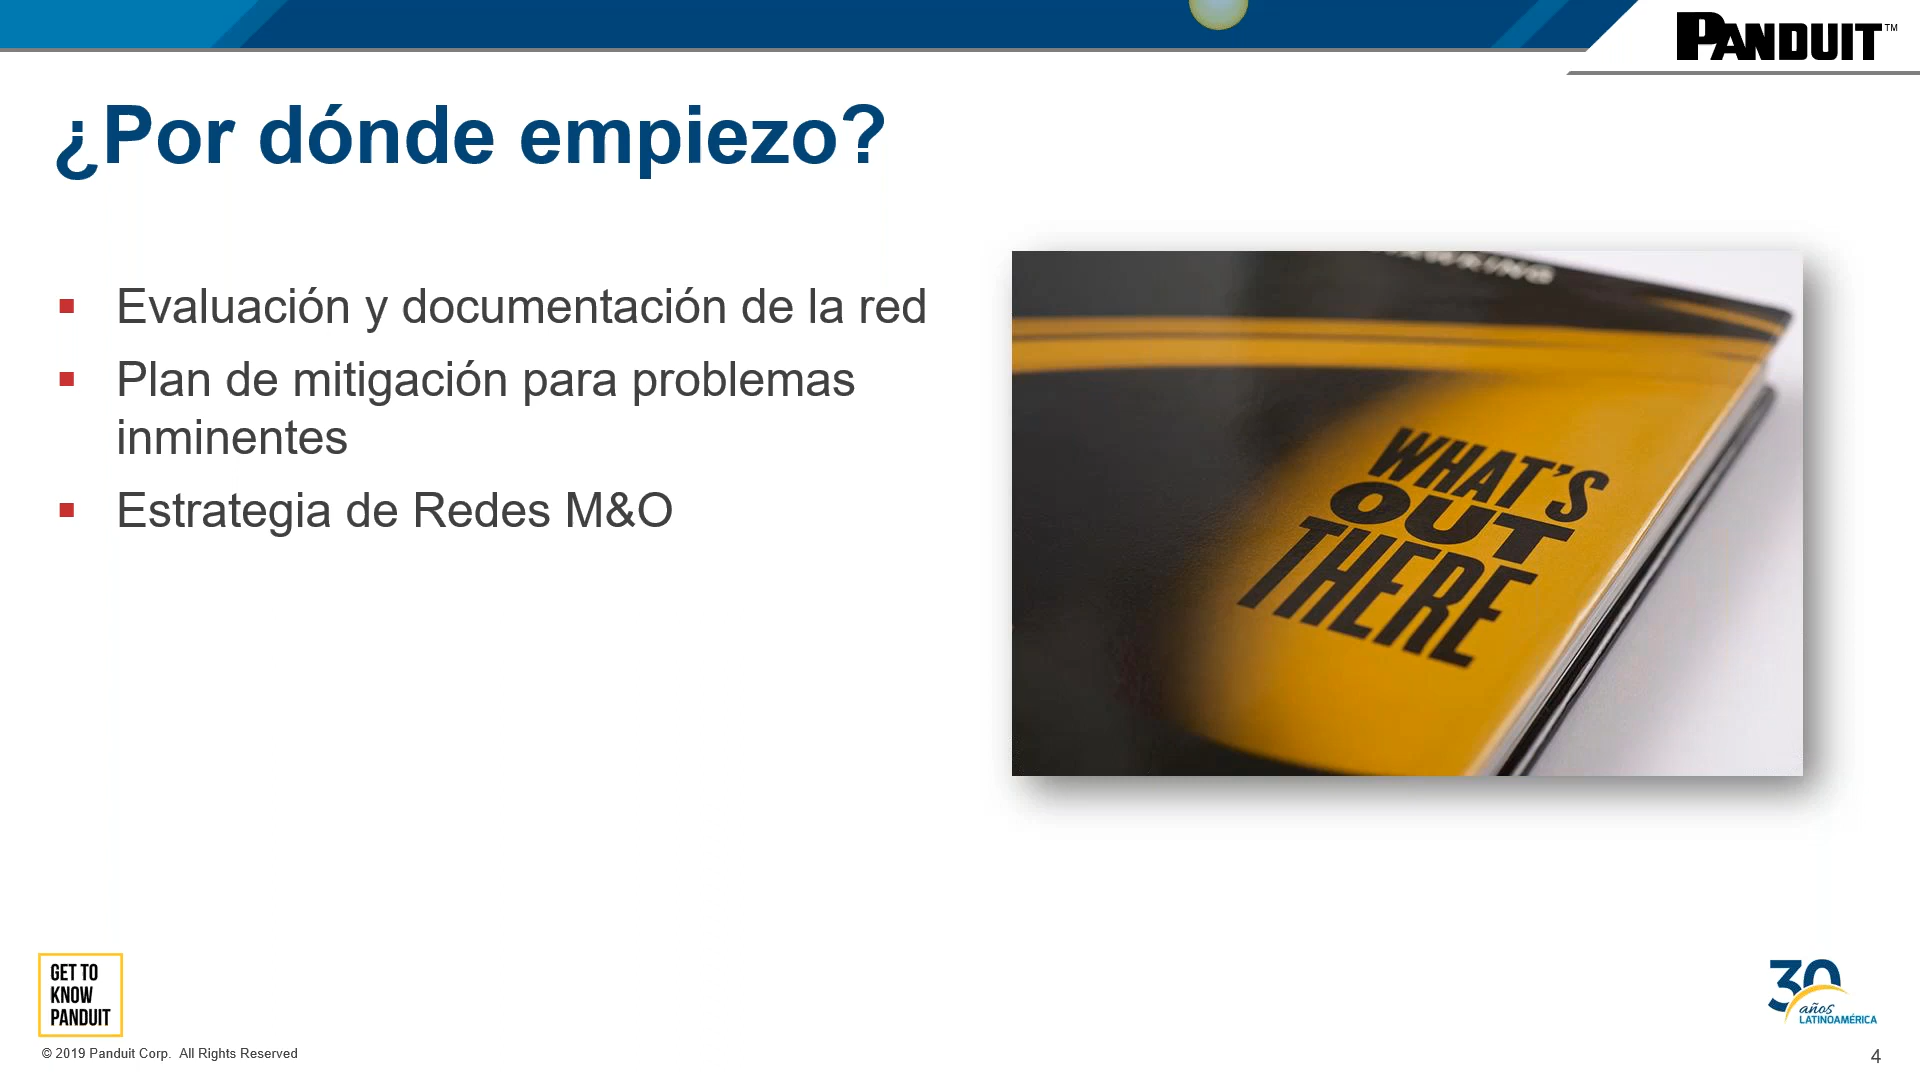 PANDUIT™
¿Por dónde empiezo?
▪ Evaluación y documentación de la red
▪ Plan de mitigación para problemas
inminentes
▪ Estrategia de Redes M&O
WHAT'S
OUT
THERE
GET TO
KNOW
PANDUIT
30
años
LATINOAMÉRICA
© 2019 Panduit Corp. All Rights Reserved
4